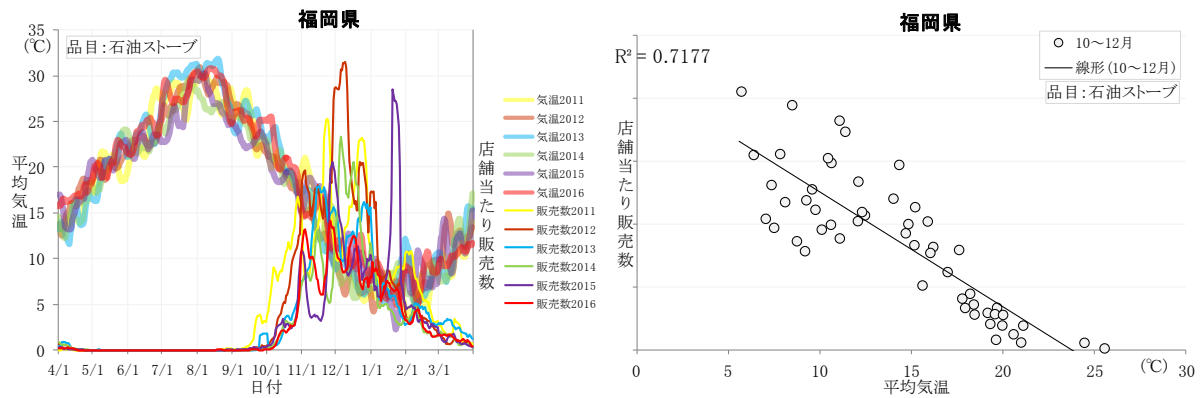 福岡県
35
(℃)
品目：石油ストーブ
30
25
20
15
10
5
0
平均気温
4/1 5/1 6/1 7/1 8/1 9/1 10/1 11/1 12/1 1/1 2/1 3/1
日付
気温2011
気温2012
気温2013
気温2014
気温2015
気温2016
販売数2011
販売数2012
販売数2013
販売数2014
販売数2015
販売数2016
店舗当たり販売数
福岡県
R² = 0.7177
10～12月
線形 (10～12月)
品目：石油ストーブ
店舗当たり販売数
0 5 10 15 20 25 30
(℃)
平均気温